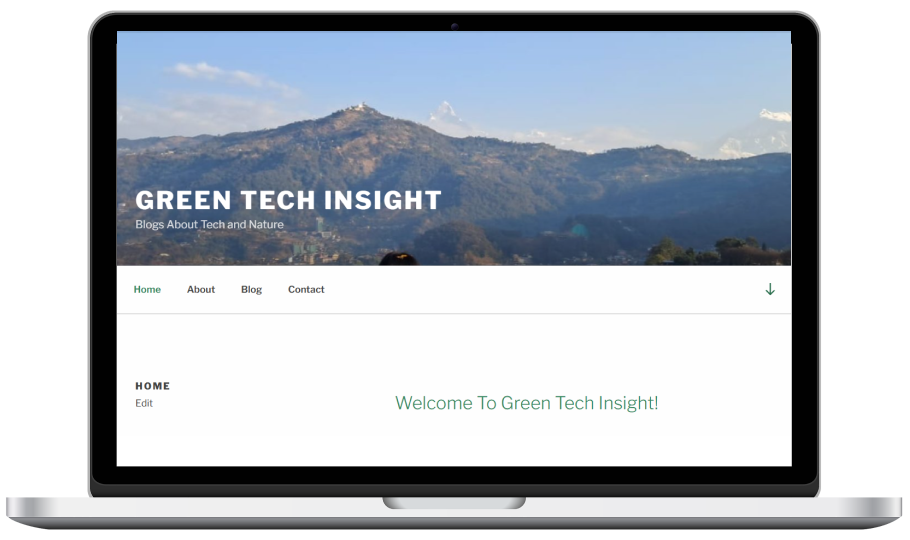 GREEN TECH INSIGHT
Blogs About Tech and Nature
Home About Blog Contact
HOME
Edit
Welcome To Green Tech Insight!